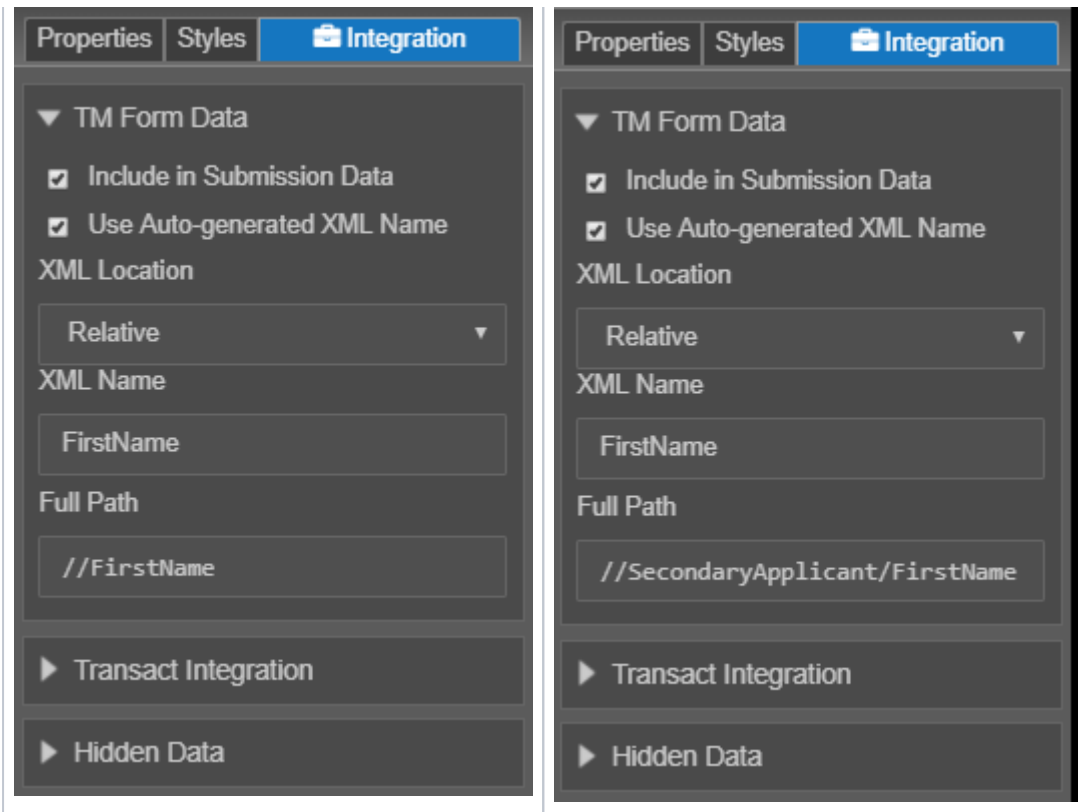 Properties Styles Integration
TM Form Data
Include in Submission Data
Use Auto-generated XML Name
XML Location
Relative
XML Name
FirstName
Full Path
//FirstName
Transact Integration
Hidden Data
Properties Styles Integration
TM Form Data
Include in Submission Data
Use Auto-generated XML Name
XML Location
Relative
XML Name
FirstName
Full Path
//SecondaryApplicant/FirstName
Transact Integration
Hidden Data